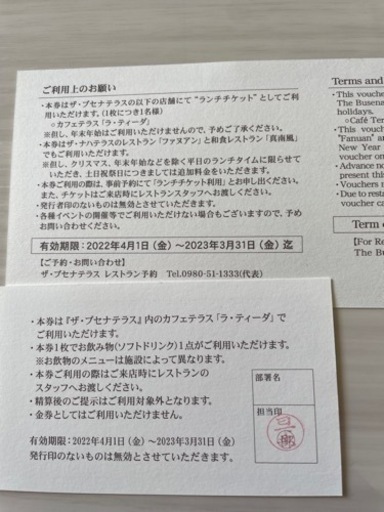 ご利用上のお願い
・本券はザ・ブセナテラスの以下の店舗にて“ランチチケット”としてご利
用いただけます。(1枚につき1名様)
○カフェテラス「ラ・ティーダ」
※但し、年末年始はご利用いただけませんので、予めご了承ください。
・本券はザ・ナハテラスのレストラン「ファヌアン」と和食レストラン「真南風」
でもご利用いただけます。
※但し、クリスマス、年末年始などを除く平日のランチタイムに限らせて
いただき、土日祝祭日につきましては追加料金をいただきます。
・本券ご利用の際は、事前予約にて「ランチチケット利用」とお申し出ください。
また、チケットはご来店時にレストランスタッフへお渡しください。
・発行者印のないものは無効とさせていただきます。
・各種イベントの開催等でご利用いただけない場合もございますので、予め
お問い合わせください。
有効期限:2022年4月1日(金)〜2023年3月31日(金)迄
【ご予約・お問い合わせ】
ザ・ブセナテラス レストラン予約 Tel.0980-51-1333(代表)
Terms and
・This vouche
The Busena
○Café Ter
・This voucher
“Fanuan” and
New Year
voucher on
・Advance no
present this
・Vouchers
・Due to resta
voucher ca
Term o
【For Re
The B
・本券は『ザ・ブセナテラス』内のカフェテラス「ラ・ティーダ」で
ご利用いただけます。
・本券1枚でお飲み物(ソフトドリンク)1点がご利用いただけます。
※お飲物のメニューは施設によって異なります。
・本券ご利用の際はご来店時にレストランの
スタッフへお渡しください。
・精算後のご提示はご利用対象外となります。
・金券としてはご利用いただけません。
有効期限:2022年4月1日(金)〜2023年3月31日(金)
発行印のないものは無効とさせていただきます。
部署名
担当印